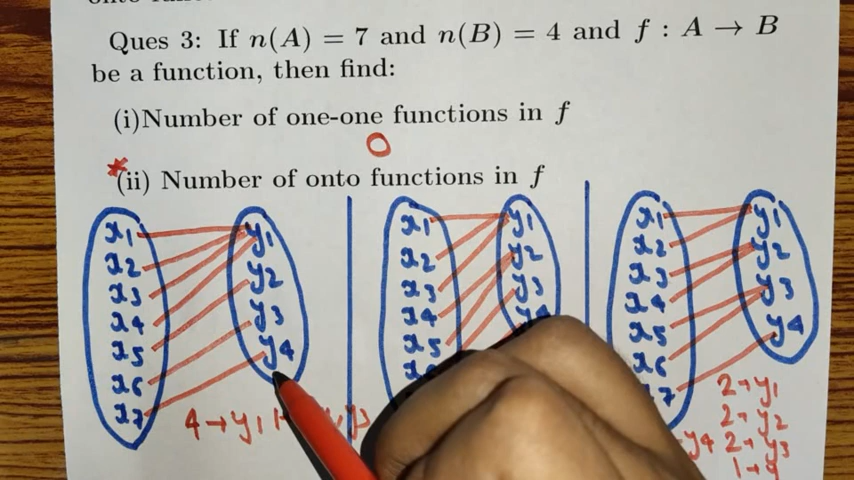 Ques 3: If n(A) = 7 and n(B) = 4 and f : A → B
be a function, then find:
(i)Number of one-one functions in f
0
*(ii) Number of onto functions in f
x1 y1
x2 y2
x3 y3
x4 y4
x5
x6
x7
x1 y1
x2 y2
x3 y3
x4
x5
x1 y1
x2 y2
x3 y3
x4 y4
x5
x6
7
4→y1
2→y1
2→y2
y4 2→y3
1→